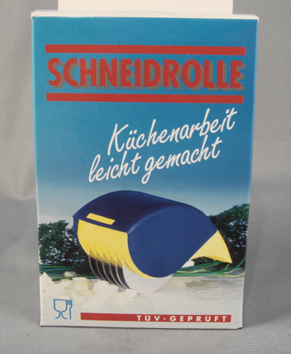 SCHNEIDROLLE
Küchenarbeit
leicht gemacht
TÜV-GEPRÜFT